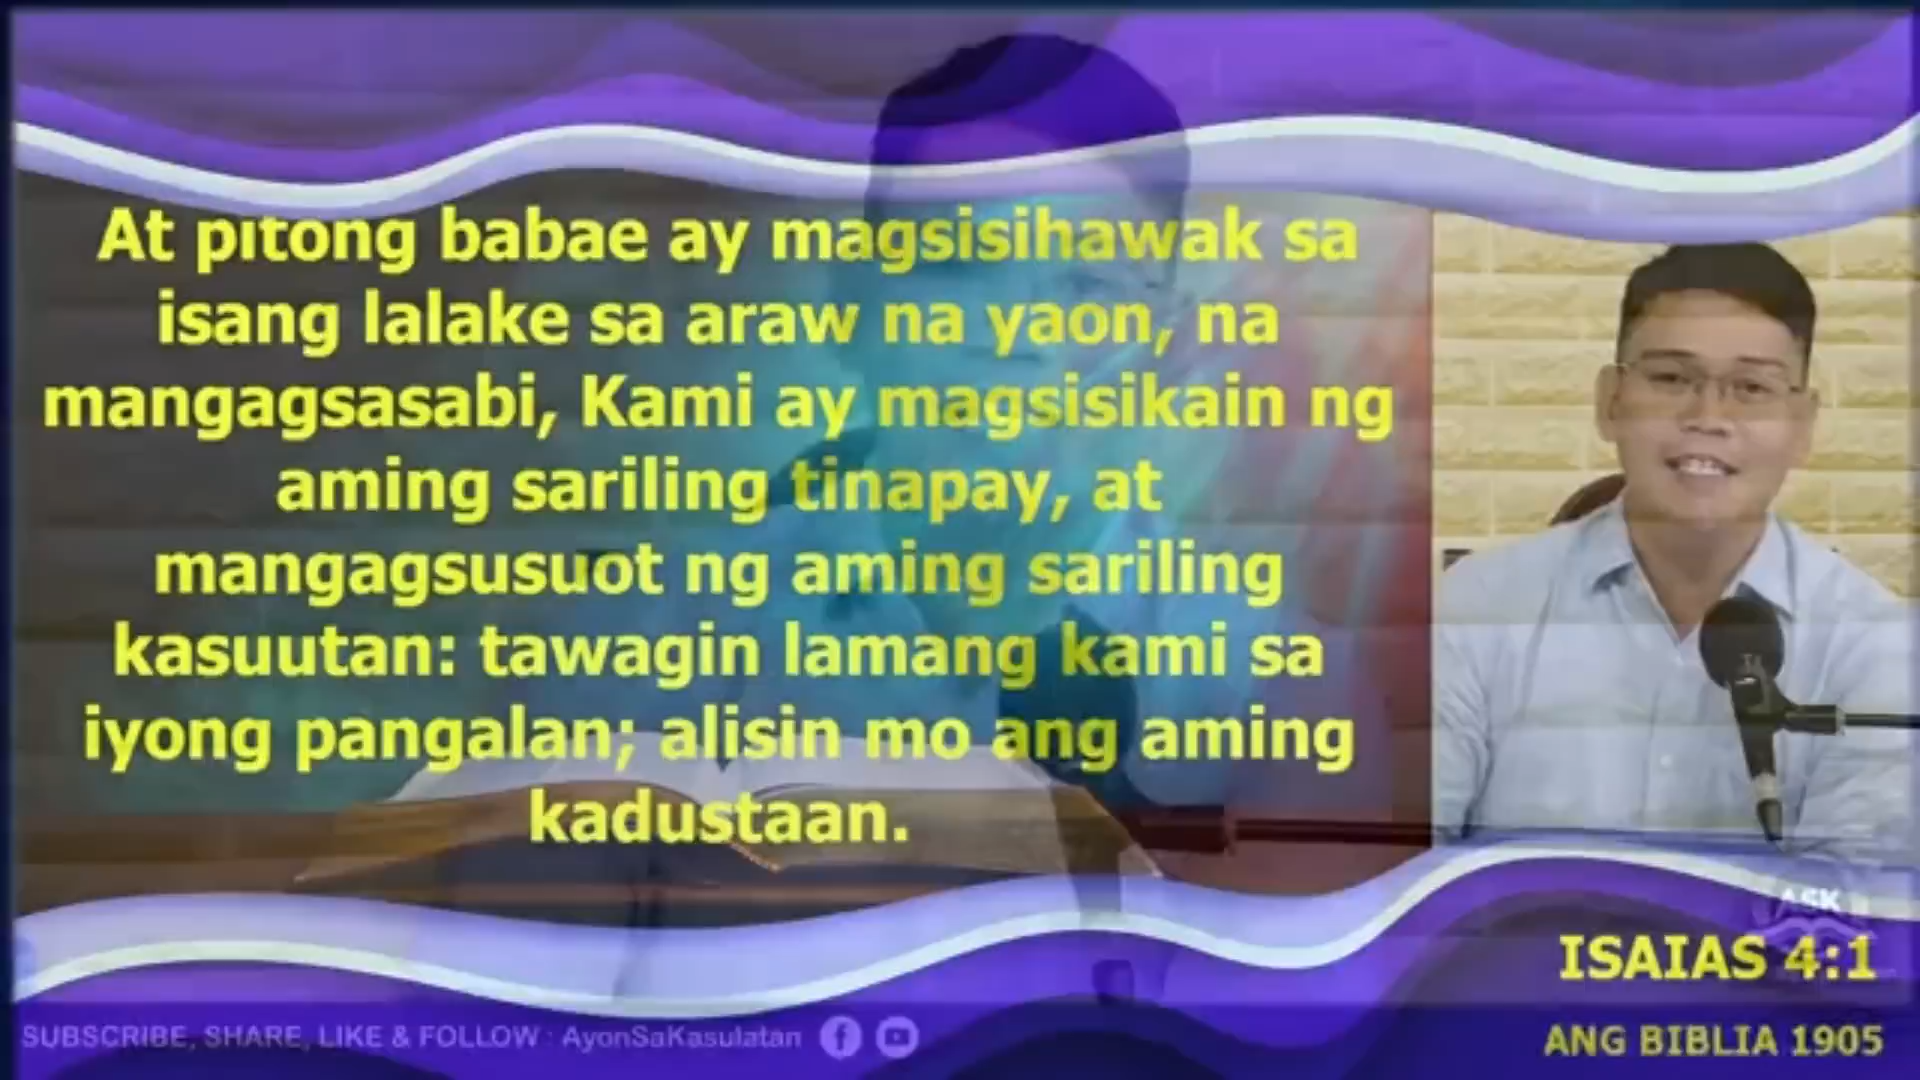 At pitong babae ay magsisihawak sa
isang lalake sa araw na yaon, na
mangagsasabi, Kami ay magsisikain ng
aming sariling tinapay, at
mangagsusuot ng aming sariling
kasuutan: tawagin lamang kami sa
iyong pangalan; alisin mo ang aming
kadustaan.
ASK
ISAIAS 4:1
SUBSCRIBE, SHARE, LIKE & FOLLOW : AyonSaKasulatan
ANG BIBLIA 1905